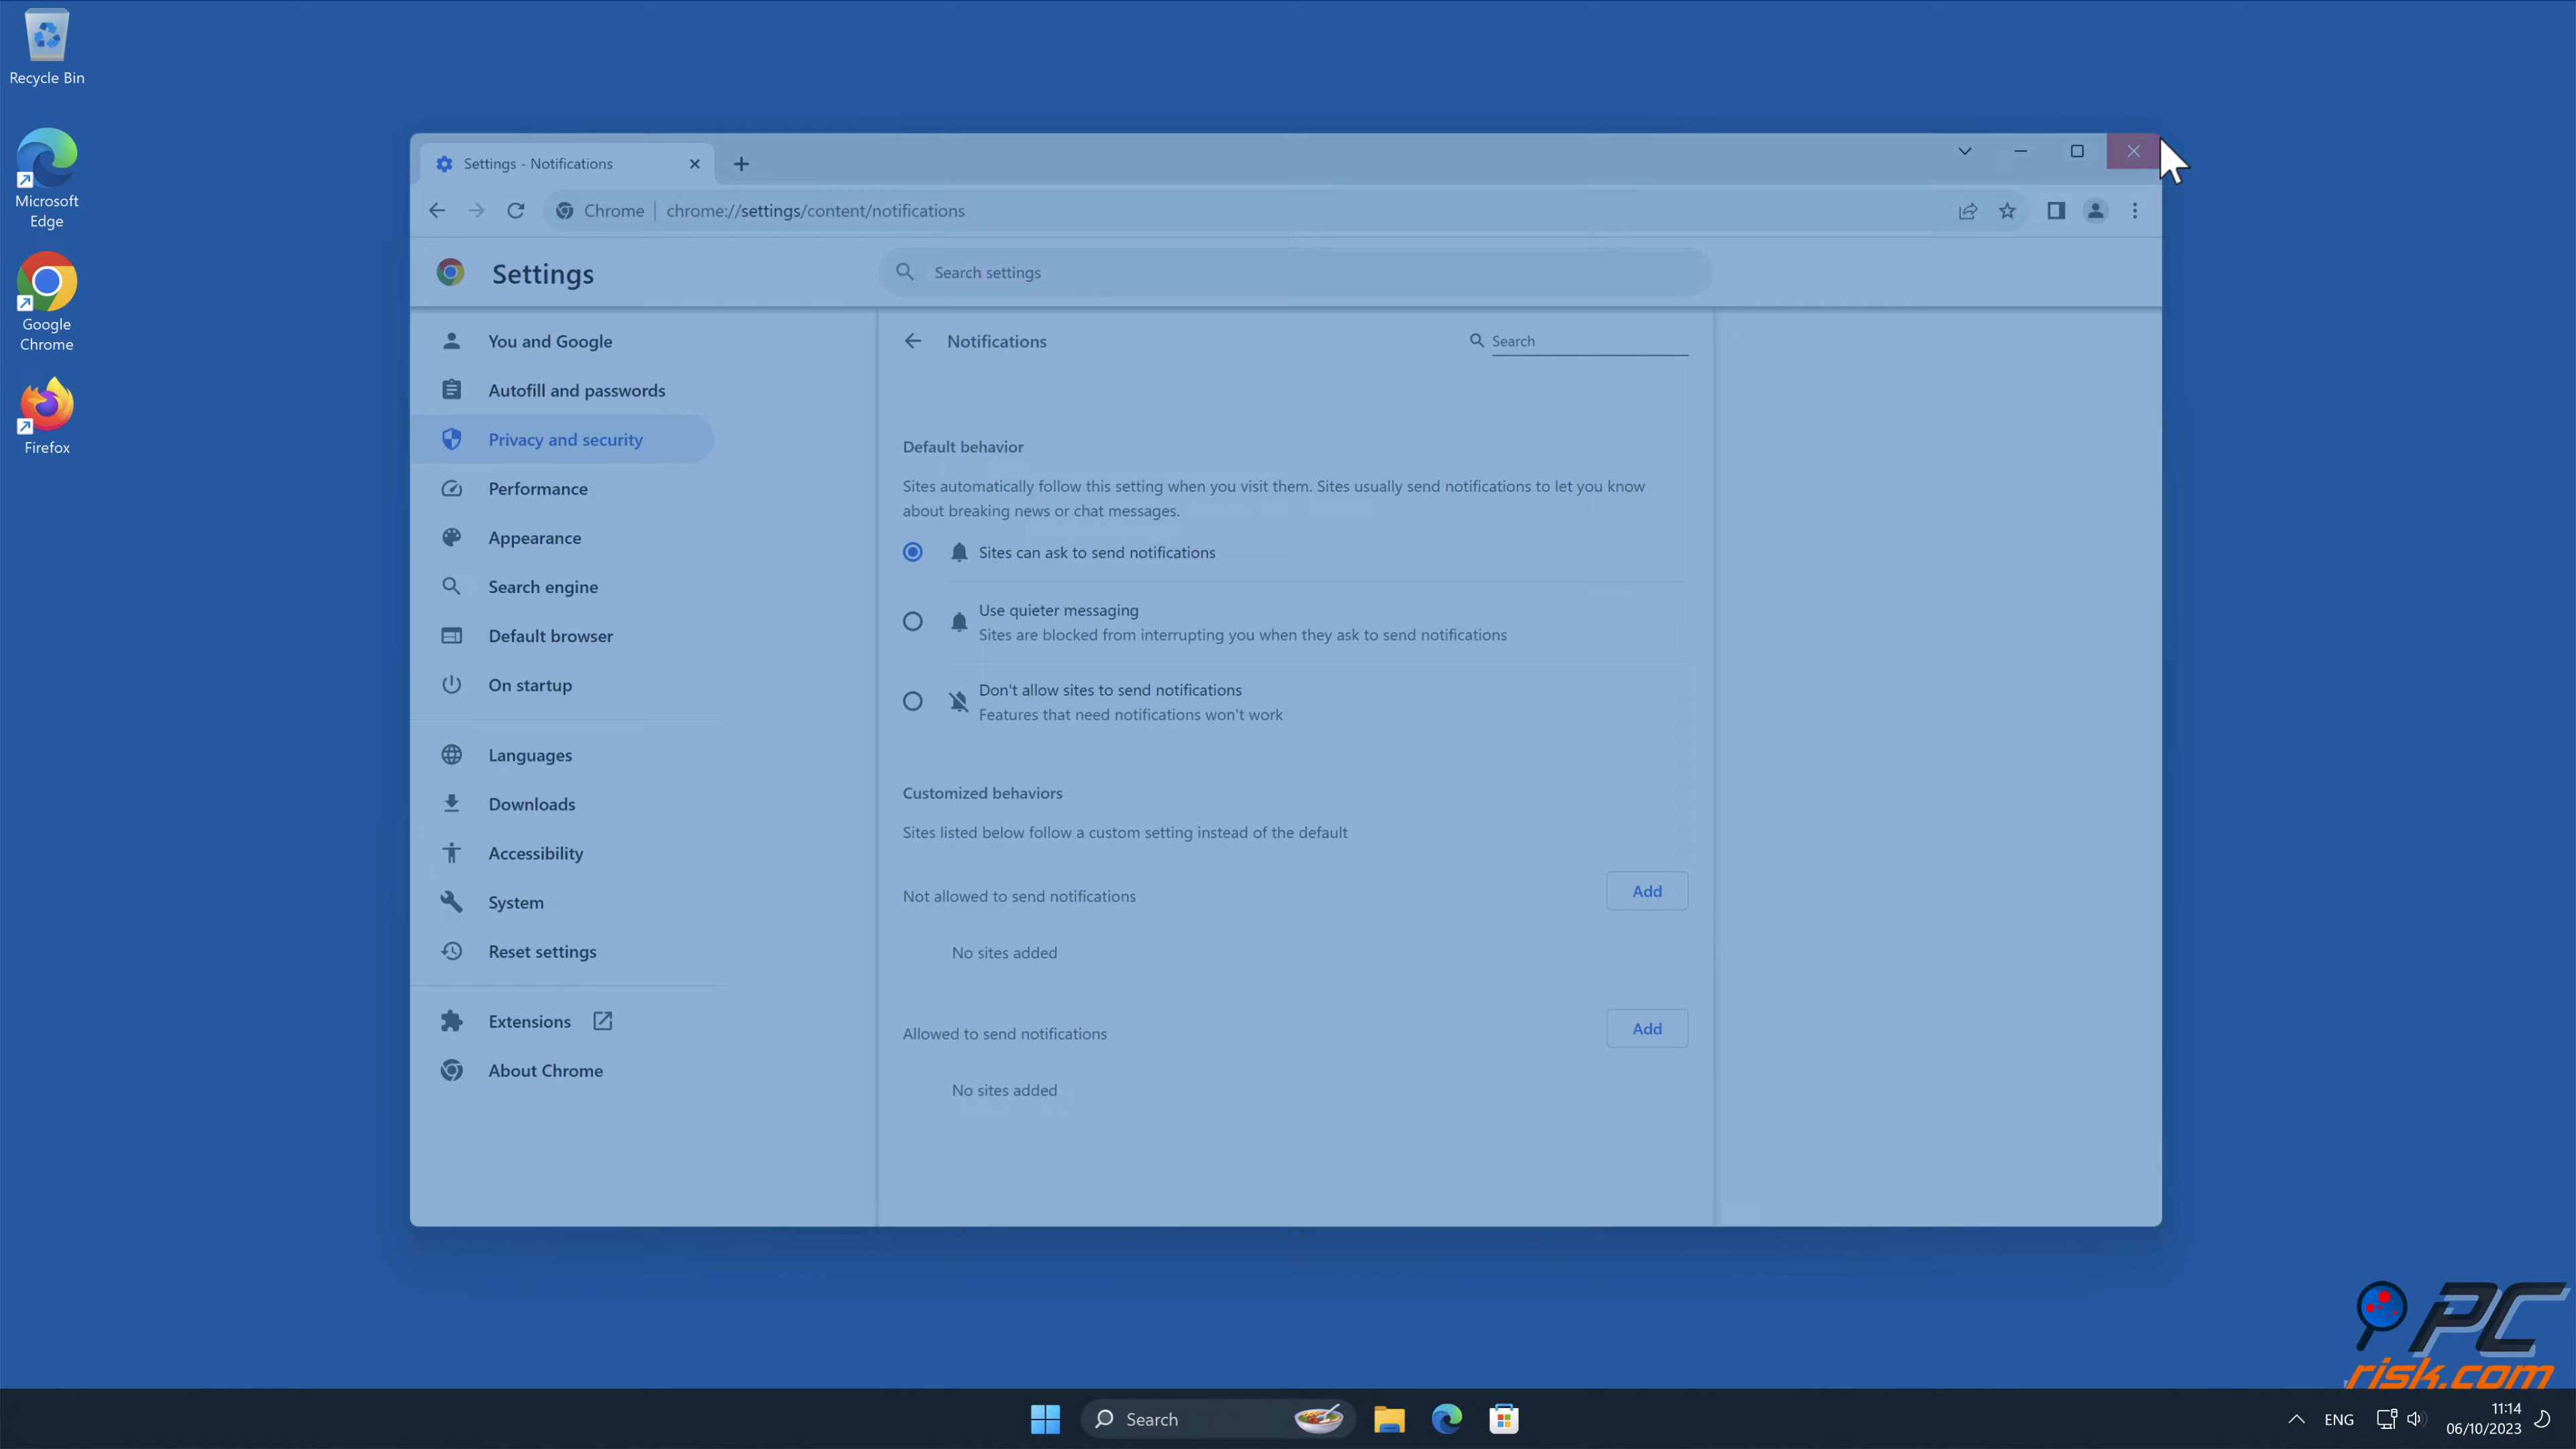 Recycle Bin
Microsoft
Edge
Google
Chrome
Firefox
Settings - Notifications
Chrome
chrome://settings/content/notifications
Settings
Search settings
You and Google
Autofill and passwords
Privacy and security
Performance
Appearance
Search engine
Default browser
On startup
Languages
Downloads
Accessibility
System
Reset settings
Extensions
About Chrome
Notifications
Search
Default behavior
Sites automatically follow this setting when you visit them. Sites usually send notifications to let you know
about breaking news or chat messages.
Sites can ask to send notifications
Use quieter messaging
Sites are blocked from interrupting you when they ask to send notifications
Don't allow sites to send notifications
Features that need notifications won't work
Customized behaviors
Sites listed below follow a custom setting instead of the default
Not allowed to send notifications
Add
No sites added
Allowed to send notifications
Add
No sites added
PC
risk.com
Search
ENG
11:14
06/10/2023